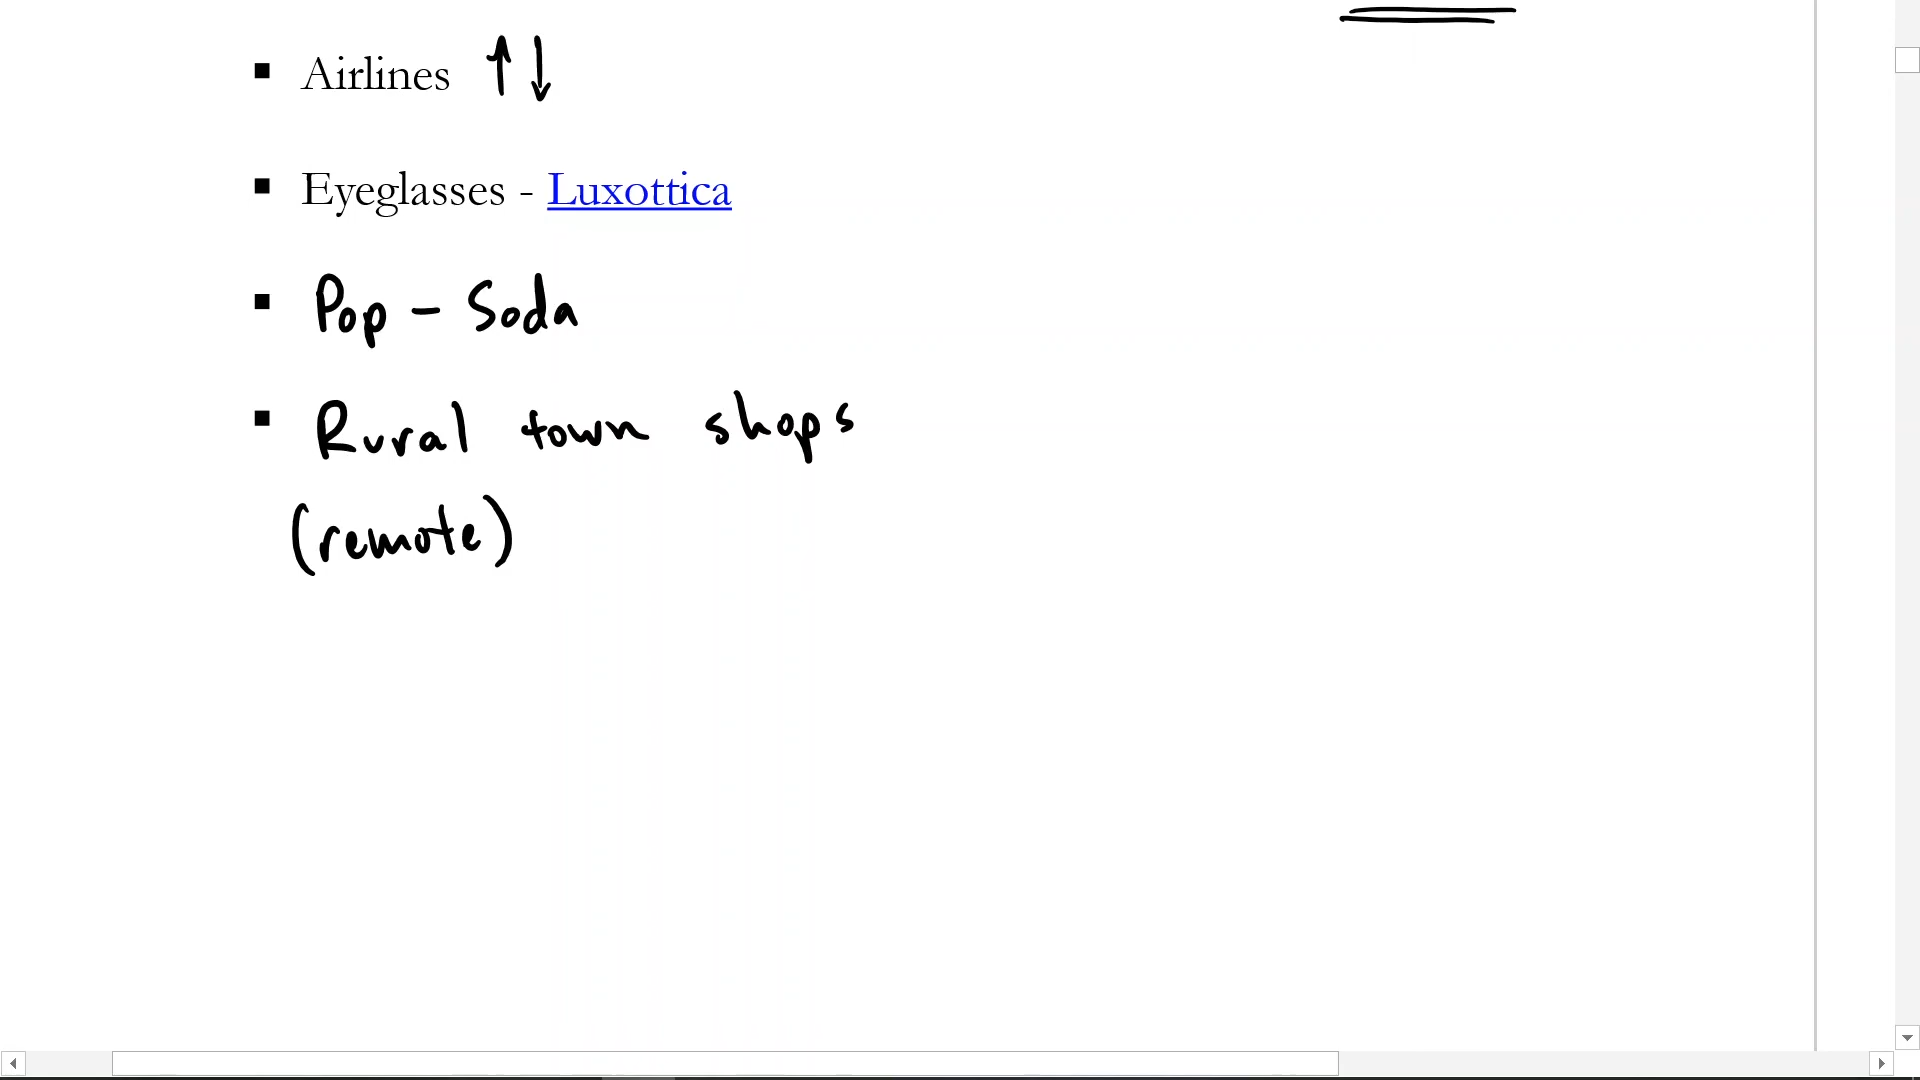 ▪ Airlines ↑ ↓
▪ Eyeglasses - Luxottica
▪ Pop - Soda
▪ Rural town shops
(remote)